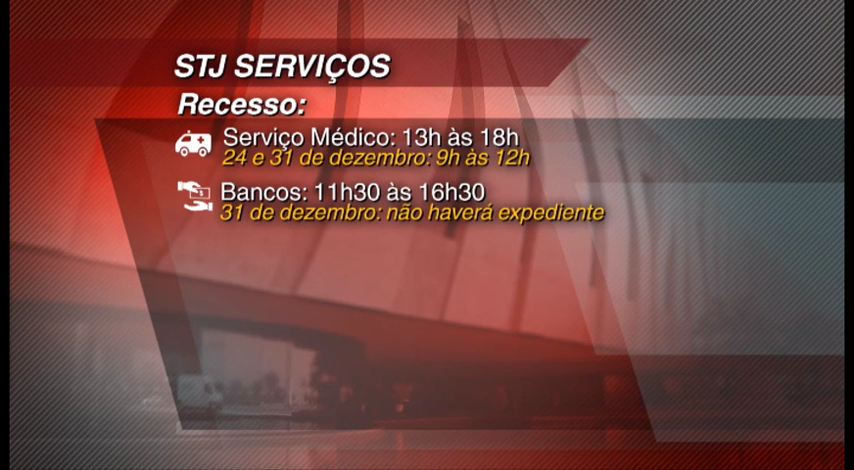 STJ SERVIÇOS
Recesso:
Serviço Médico: 13h às 18h
24 e 31 de dezembro: 9h às 12h
Bancos: 11h30 às 16h30
31 de dezembro: não haverá expediente